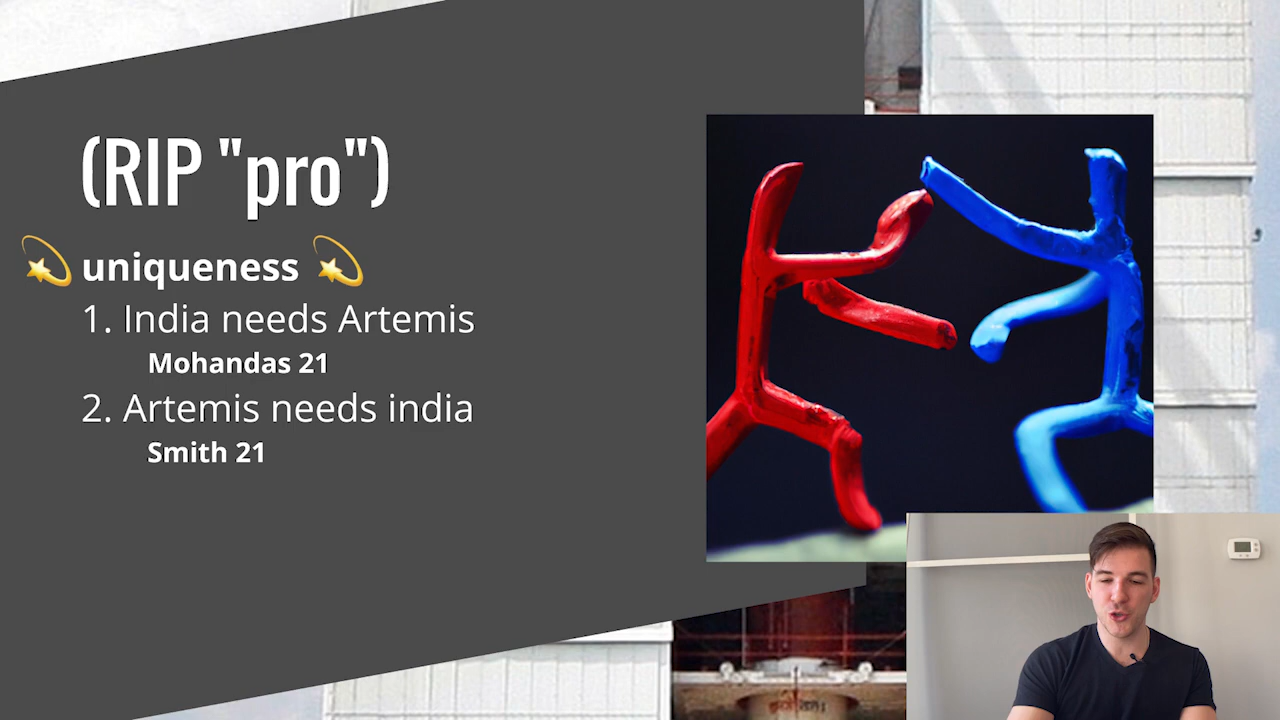 (RIP "pro")
uniqueness
1. India needs Artemis
Mohandas 21
2. Artemis needs india
Smith 21